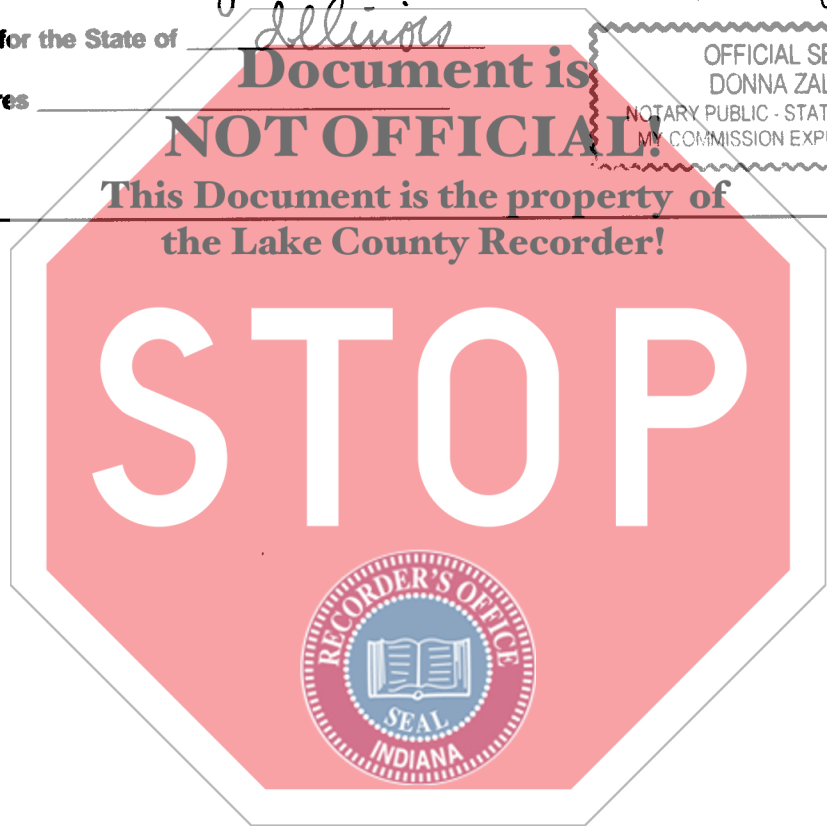 for the State of Illinois
Document is
OFFICIAL SE
DONNA ZAL
NOT OFFICIAL!
NOTARY PUBLIC - STAT
MY COMMISSION EXP
This Document is the property of
the Lake County Recorder!
STOP
RECORDER'S OFFICE
SEAL
INDIANA